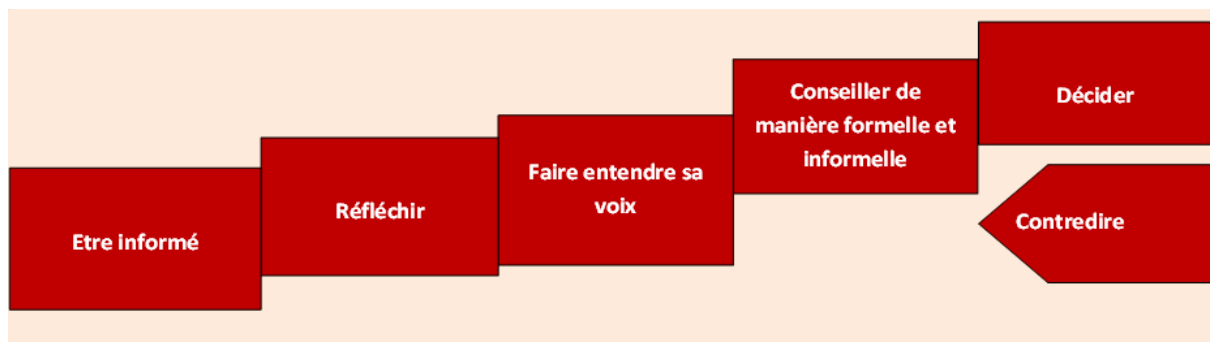 Etre informé
Réfléchir
Faire entendre sa
voix
Conseiller de
manière formelle et
informelle
Décider
Contredire